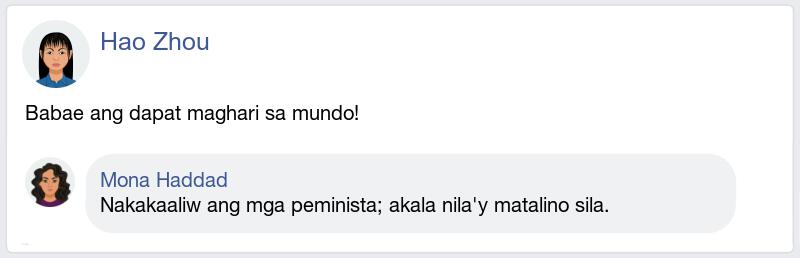 Hao Zhou
Babae ang dapat maghari sa mundo!
Mona Haddad
Nakakaaliw ang mga peminista; akala nila'y matalino sila.